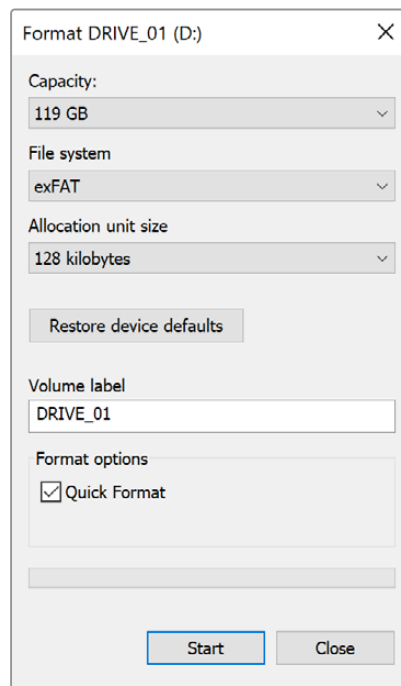 Format DRIVE_01 (D:)
Capacity:
119 GB
File system
exFAT
Allocation unit size
128 kilobytes
Restore device defaults
Volume label
DRIVE_01
Format options
Quick Format
Start Close